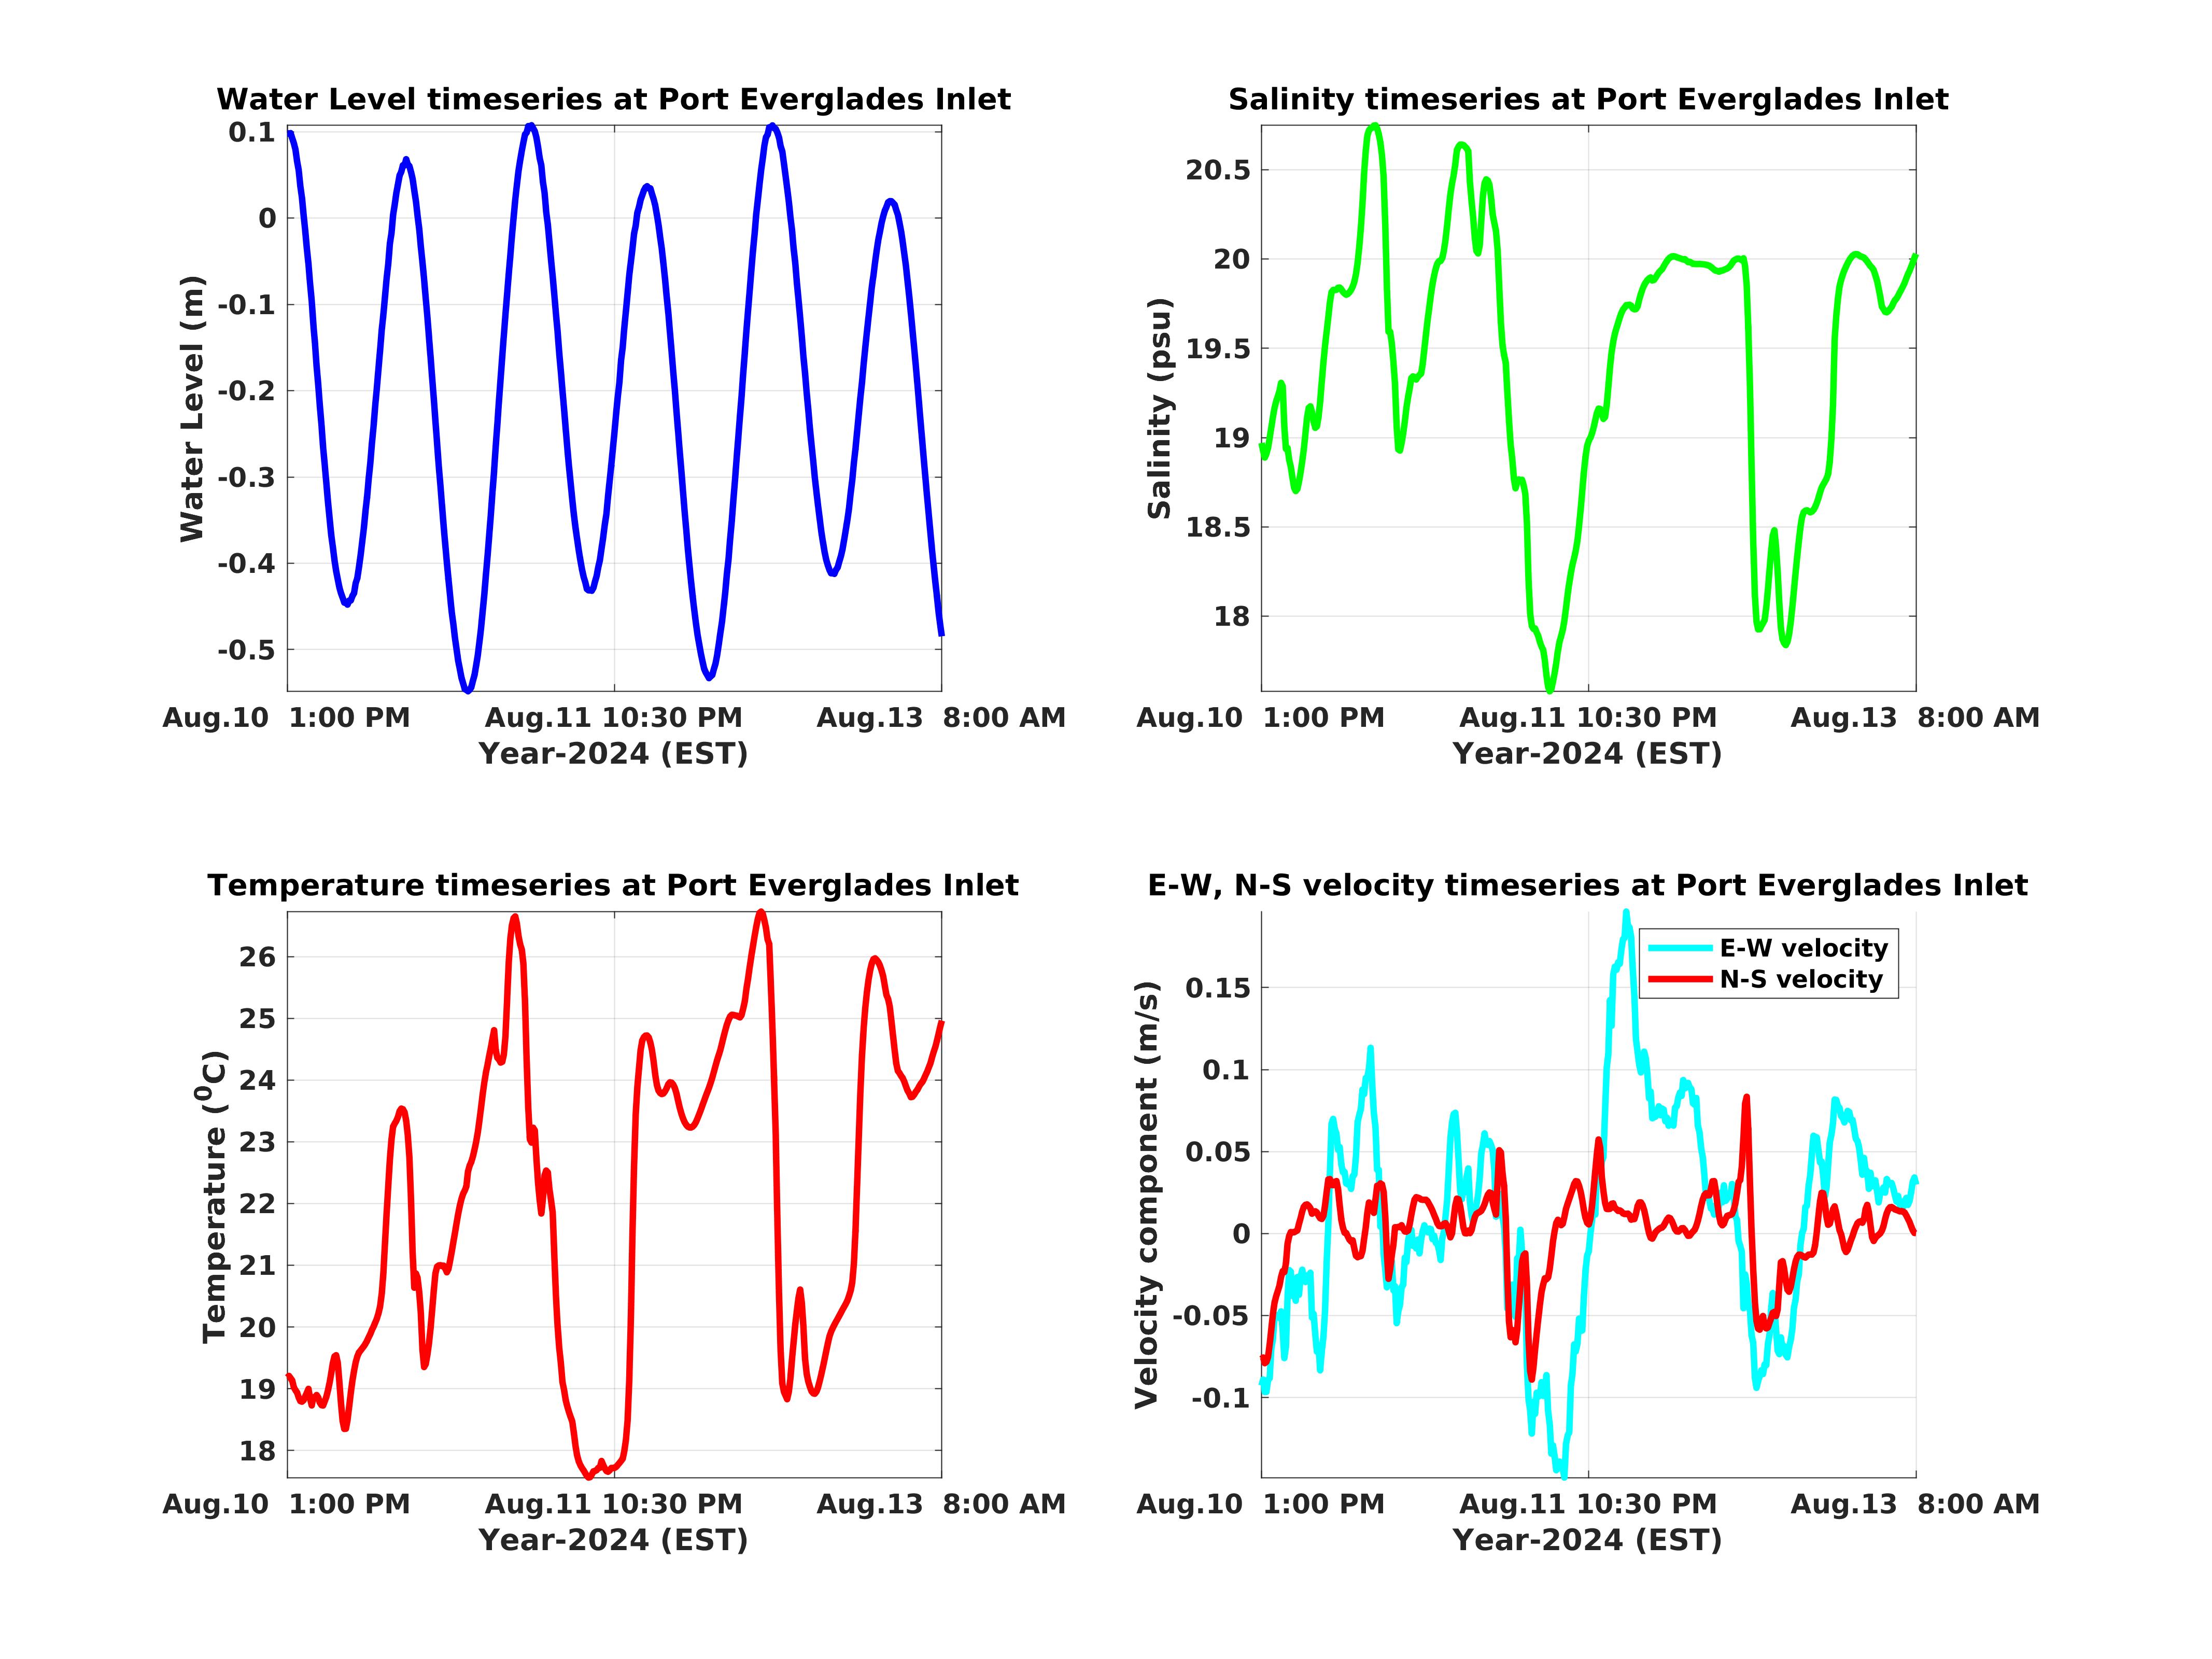 Water Level timeseries at Port Everglades Inlet
0.1
0
-0.1
-0.2
-0.3
-0.4
-0.5
Water Level (m)
Aug.10 1:00 PM
Aug.11 10:30 PM
Aug.13 8:00 AM
Year-2024 (EST)
Salinity timeseries at Port Everglades Inlet
20.5
20
19.5
19
18.5
18
Salinity (psu)
Aug.10 1:00 PM
Aug.11 10:30 PM
Aug.13 8:00 AM
Year-2024 (EST)
Temperature timeseries at Port Everglades Inlet
26
25
24
23
22
21
20
19
18
Temperature (⁰C)
Aug.10 1:00 PM
Aug.11 10:30 PM
Aug.13 8:00 AM
Year-2024 (EST)
E-W, N-S velocity timeseries at Port Everglades Inlet
E-W velocity
N-S velocity
0.15
0.1
0.05
0
-0.05
-0.1
Velocity component (m/s)
Aug.10 1:00 PM
Aug.11 10:30 PM
Aug.13 8:00 AM
Year-2024 (EST)